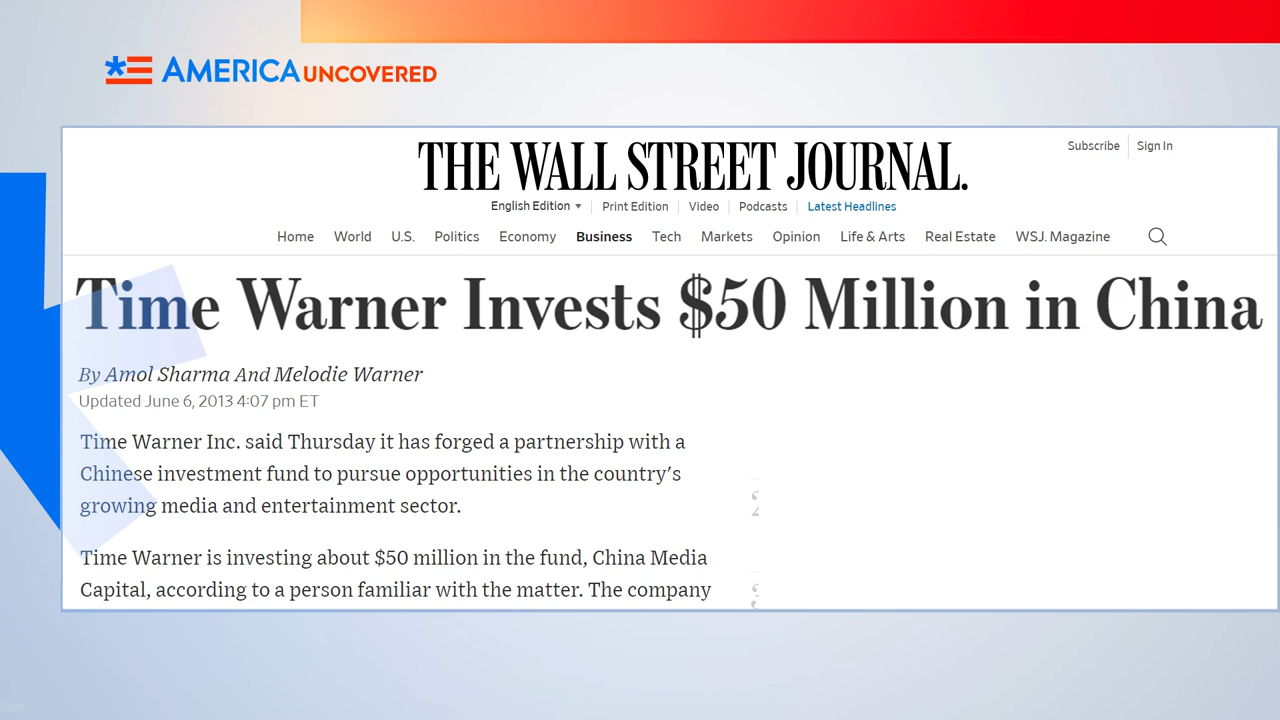 AMERICA UNCOVERED
Subscribe
Sign In
THE WALL STREET JOURNAL.
English Edition
Print Edition
Video
Podcasts
Latest Headlines
Home
World
U.S.
Politics
Economy
Business
Tech
Markets
Opinion
Life & Arts
Real Estate
WSJ. Magazine
Time Warner Invests $50 Million in China
By Amol Sharma And Melodie Warner
Updated June 6, 2013 4:07 pm ET
Time Warner Inc. said Thursday it has forged a partnership with a
Chinese investment fund to pursue opportunities in the country's
growing media and entertainment sector.
Time Warner is investing about $50 million in the fund, China Media
Capital, according to a person familiar with the matter. The company